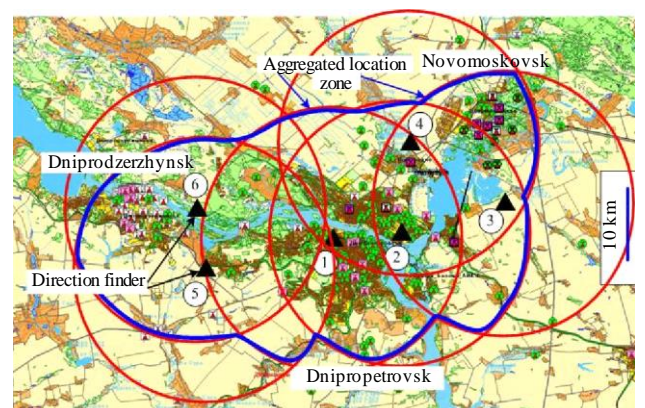 Aggregated location
zone
Novomoskovsk
4
Dniprodzerzhynsk
6
3
10 km
2
1
Direction finder
5
Dnipropetrovsk